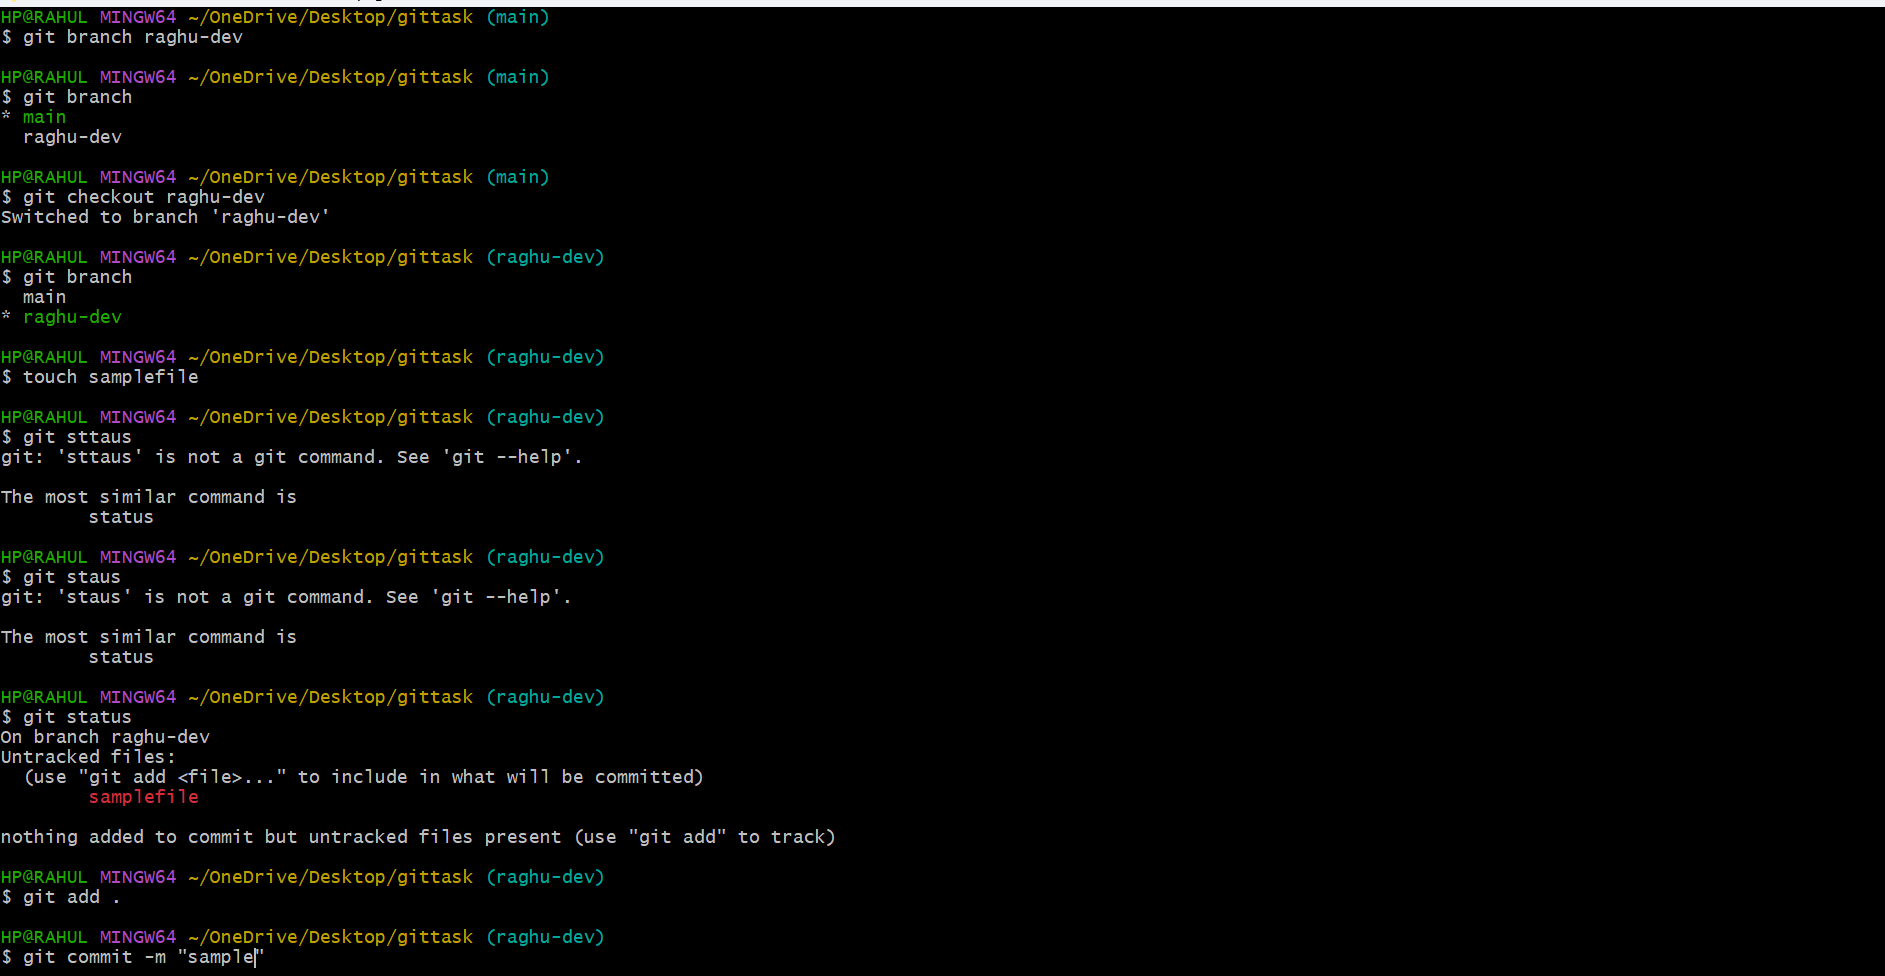 HP@RAHUL MINGW64 ~/OneDrive/Desktop/gittask (main)
$ git branch raghu-dev
HP@RAHUL MINGW64 ~/OneDrive/Desktop/gittask (main)
$ git branch
* main
  raghu-dev
HP@RAHUL MINGW64 ~/OneDrive/Desktop/gittask (main)
$ git checkout raghu-dev
Switched to branch 'raghu-dev'
HP@RAHUL MINGW64 ~/OneDrive/Desktop/gittask (raghu-dev)
$ git branch
  main
* raghu-dev
HP@RAHUL MINGW64 ~/OneDrive/Desktop/gittask (raghu-dev)
$ touch samplefile
HP@RAHUL MINGW64 ~/OneDrive/Desktop/gittask (raghu-dev)
$ git sttaus
git: 'sttaus' is not a git command. See 'git --help'.
The most similar command is
        status
HP@RAHUL MINGW64 ~/OneDrive/Desktop/gittask (raghu-dev)
$ git staus
git: 'staus' is not a git command. See 'git --help'.
The most similar command is
        status
HP@RAHUL MINGW64 ~/OneDrive/Desktop/gittask (raghu-dev)
$ git status
On branch raghu-dev
Untracked files:
  (use "git add <file>..." to include in what will be committed)
        samplefile
nothing added to commit but untracked files present (use "git add" to track)
HP@RAHUL MINGW64 ~/OneDrive/Desktop/gittask (raghu-dev)
$ git add .
HP@RAHUL MINGW64 ~/OneDrive/Desktop/gittask (raghu-dev)
$ git commit -m "sample"